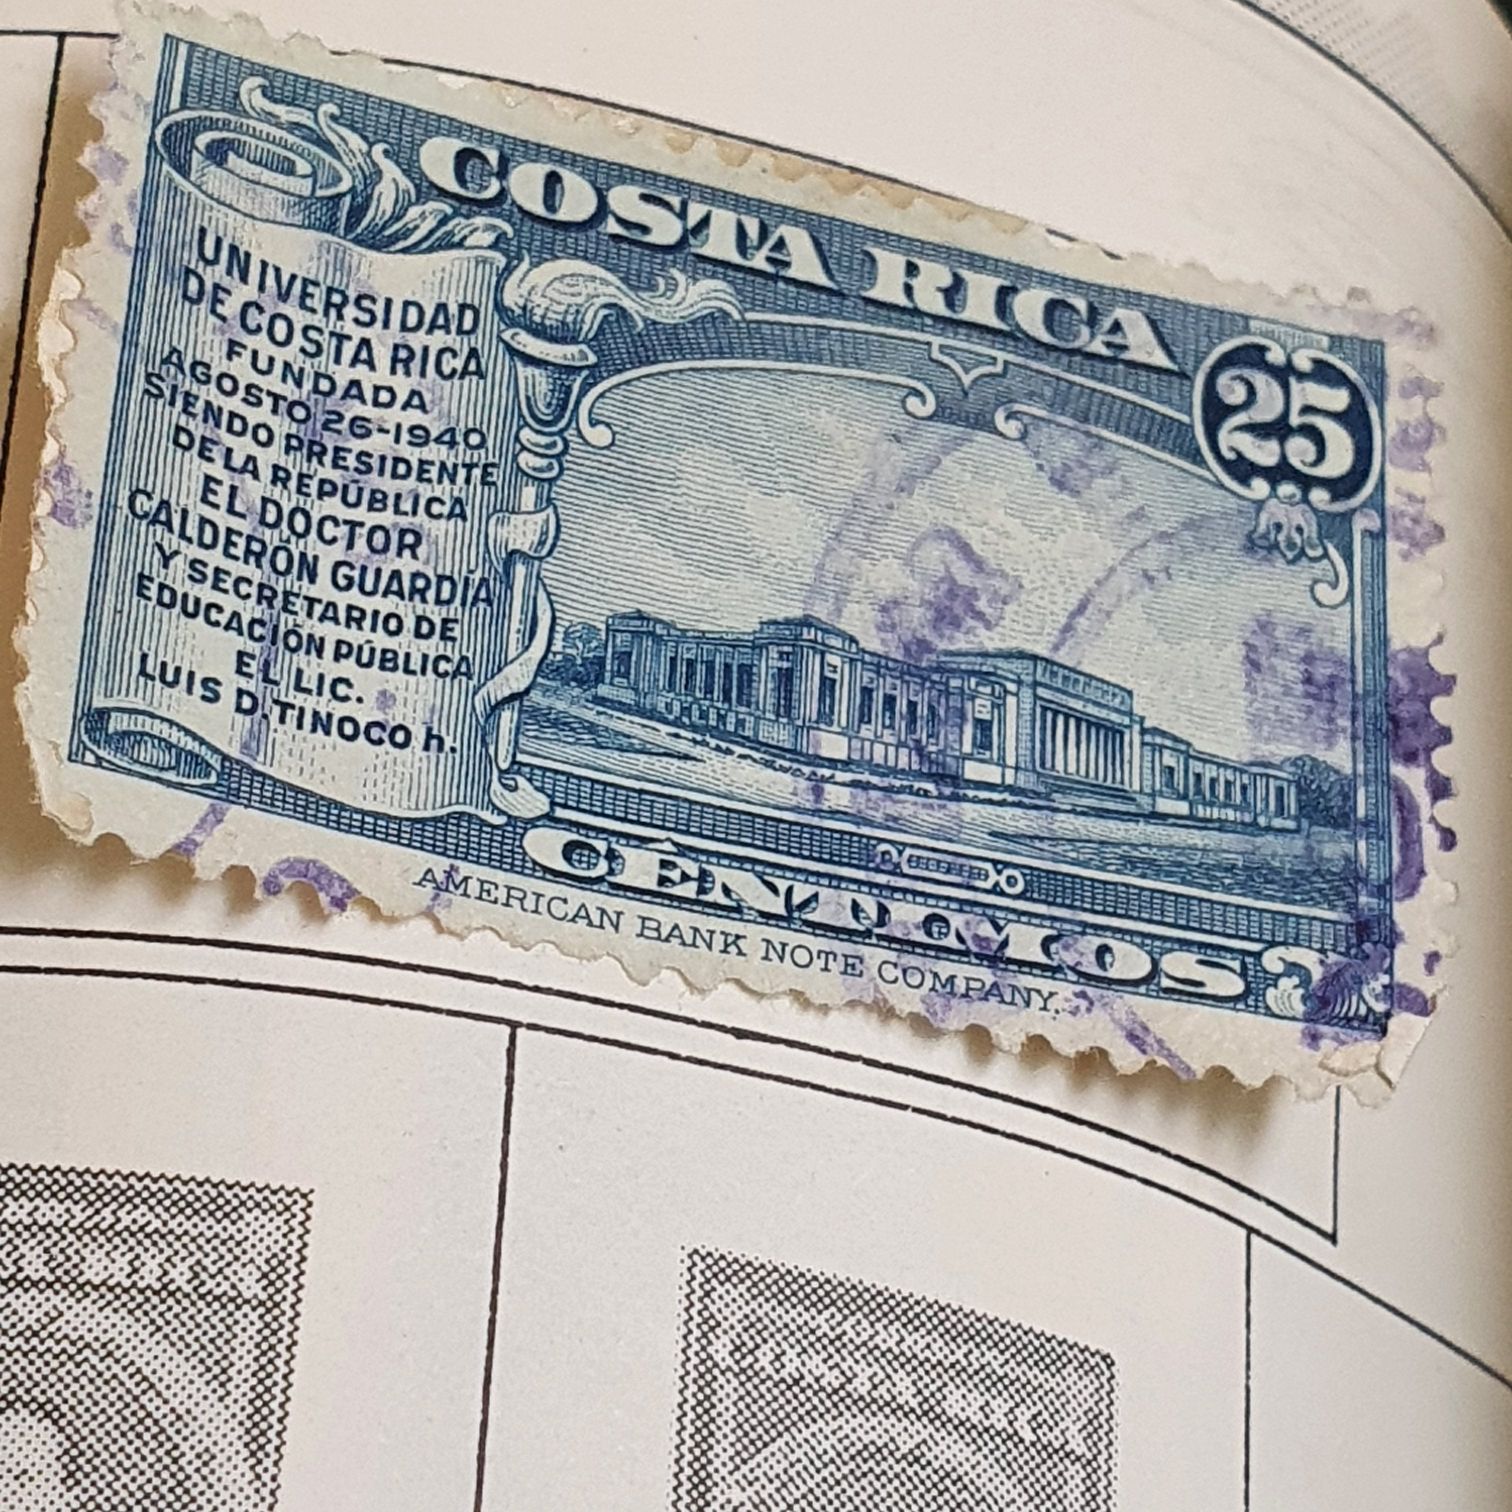 COSTA RICA
25
UNIVERSIDAD
DE COSTA RICA
FUNDADA
AGOSTO 26-1940
SIENDO PRESIDENTE
DE LA REPÚBLICA
EL DOCTOR
CALDERÓN GUARDIA
Y SECRETARIO DE
EDUCACIÓN PÚBLICA
EL LIC.
LUIS D. TINOCO h.
CENTIMOS
AMERICAN BANK NOTE COMPANY.